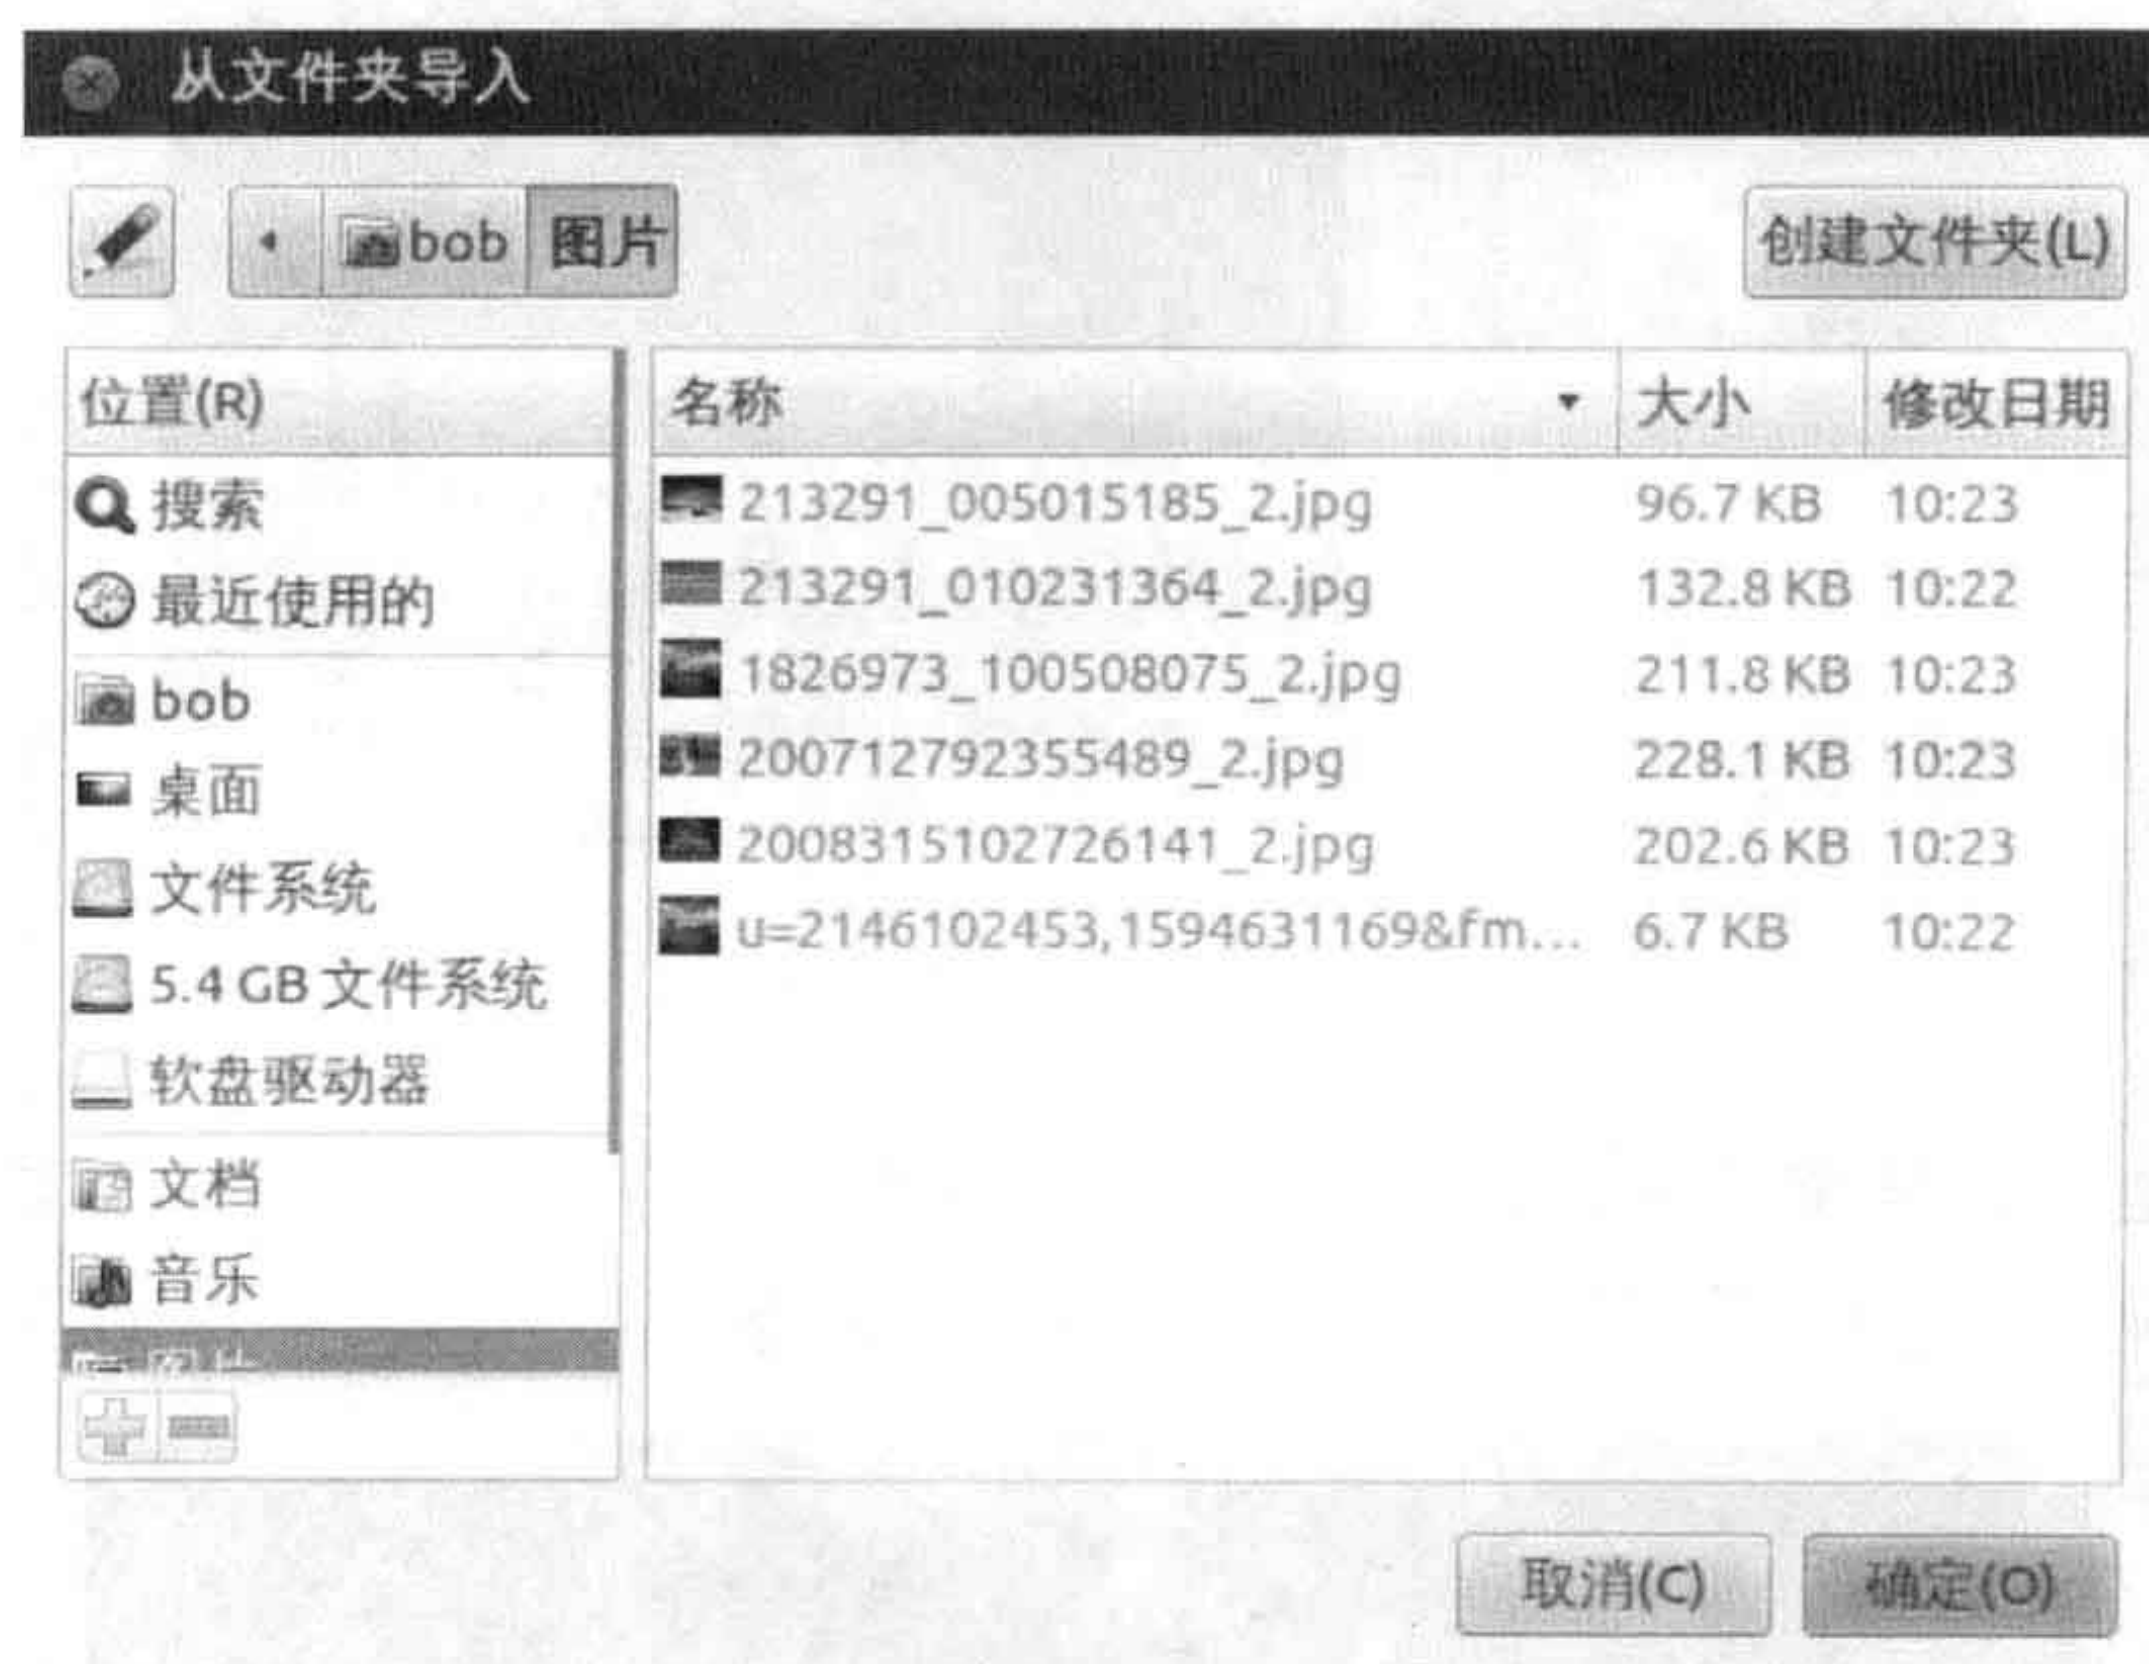 从文件夹导入
bob 图片 创建文件夹(L)
位置(R)
搜索
最近使用的
bob
桌面
文件系统
5.4 GB 文件系统
软盘驱动器
文档
音乐
图片
名称 大小 修改日期
213291_005015185_2.jpg 96.7 KB 10:23
213291_010231364_2.jpg 132.8 KB 10:22
1826973_100508075_2.jpg 211.8 KB 10:23
200712792355489_2.jpg 228.1 KB 10:23
2008315102726141_2.jpg 202.6 KB 10:23
u=2146102453,1594631169&fm... 6.7 KB 10:22
取消(C) 确定(O)